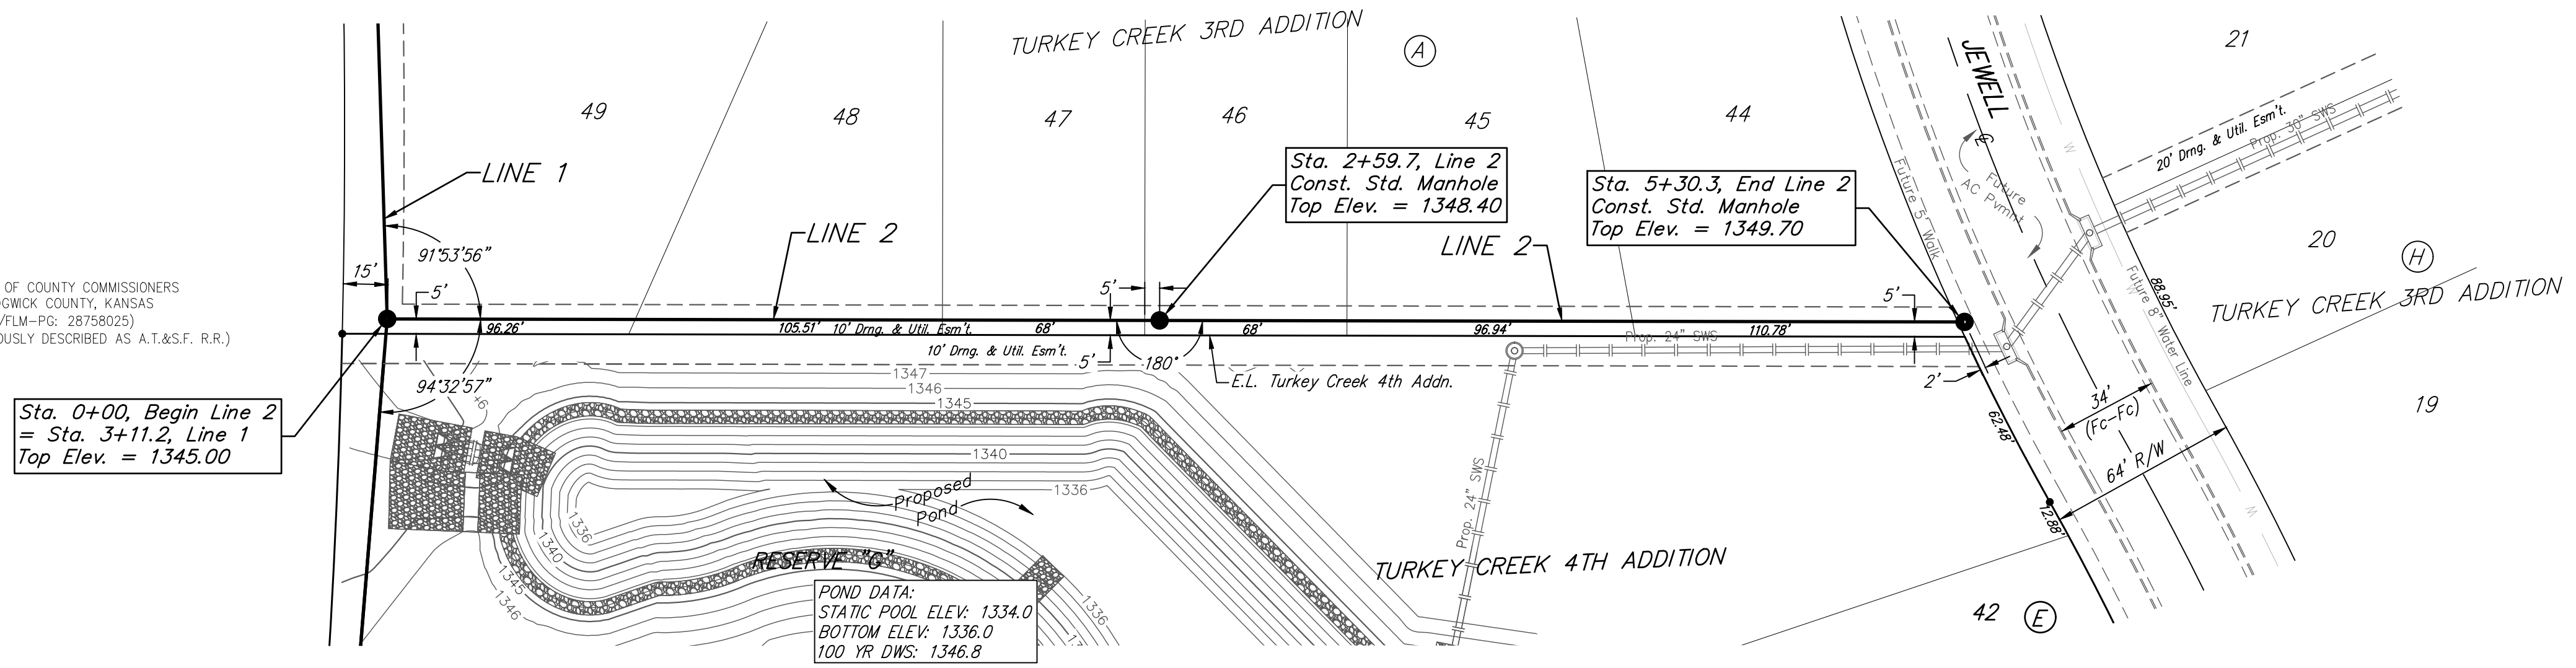 TURKEY CREEK 3RD ADDITION
A
49
48
47
46
45
44
21
JEWELL
℄
Future
AC Pvmnt
Future 5' Walk
20' Drng. & Util. Esm't.
Prop. 30" SWS
20
H
TURKEY CREEK 3RD ADDITION
19
88.95'
Future 8" Water Line
W
W
LINE 1
LINE 2
LINE 2
Sta. 2+59.7, Line 2
Const. Std. Manhole
Top Elev. = 1348.40
Sta. 5+30.3, End Line 2
Const. Std. Manhole
Top Elev. = 1349.70
91°53'56"
15'
5'
5'
5'
OF COUNTY COMMISSIONERS
GWICK COUNTY, KANSAS
/FLM-PG: 28758025)
OUSLY DESCRIBED AS A.T.&S.F. R.R.)
96.26'
105.51'
10' Drng. & Util. Esm't.
68'
68'
96.94'
110.78'
Prop. 24" SWS
10' Drng. & Util. Esm't.
5'
180°
E.L. Turkey Creek 4th Addn.
2'
94°32'57"
Sta. 0+00, Begin Line 2
= Sta. 3+11.2, Line 1
Top Elev. = 1345.00
1347
1346
1345
1340
1336
Proposed
Pond
1336
1340
1345
1346
1336
RESERVE "G"
POND DATA:
STATIC POOL ELEV: 1334.0
BOTTOM ELEV: 1336.0
100 YR DWS: 1346.8
Prop. 24" SWS
TURKEY CREEK 4TH ADDITION
62.48'
34'
(Fc-Fc)
64' R/W
12.88'
42
E